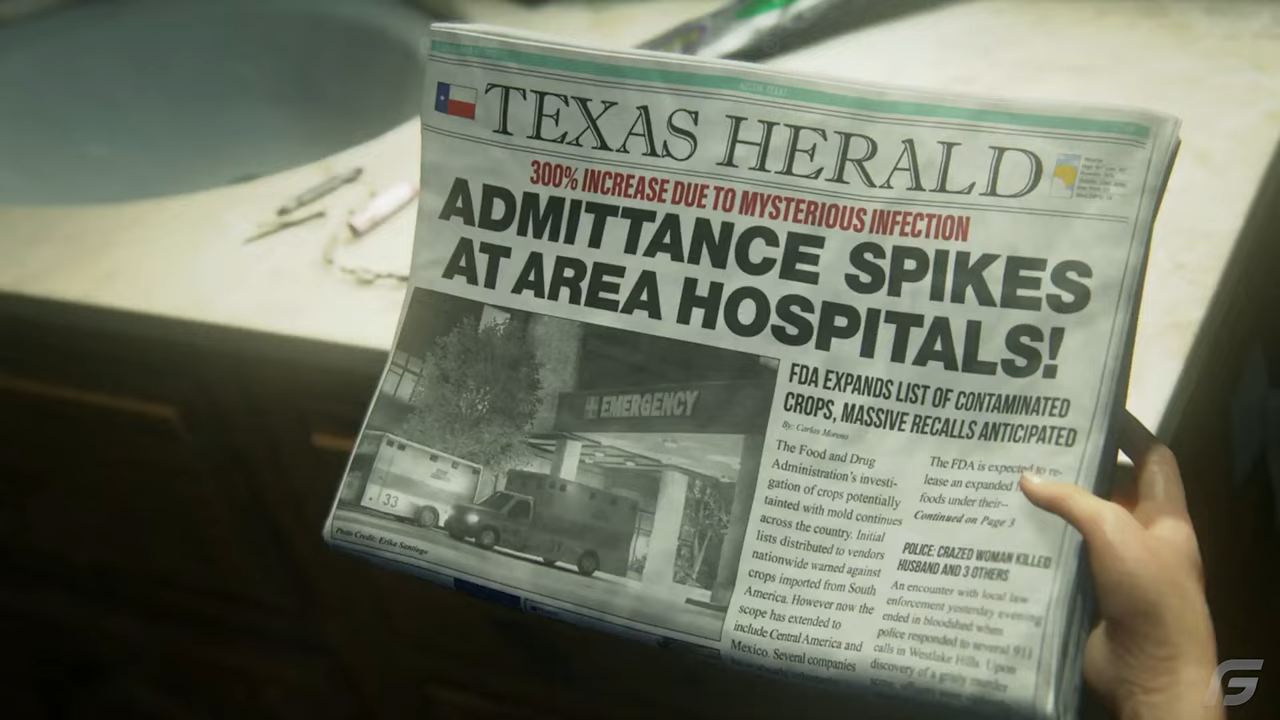 AUSTIN, TEXAS
TEXAS HERALD
300% INCREASE DUE TO MYSTERIOUS INFECTION
ADMITTANCE SPIKES
AT AREA HOSPITALS!
EMERGENCY
33
Photo Credit: Erika Santiago
FDA EXPANDS LIST OF CONTAMINATED
CROPS, MASSIVE RECALLS ANTICIPATED
By: Carlos Moreno
The Food and Drug
Administration's investi-
gation of crops potentially
tainted with mold continues
across the country. Initial
lists distributed to vendors
nationwide warned against
crops imported from South
America. However now the
scope has extended to
include Central America and
Mexico. Several companies
The FDA is expected to re-
lease an expanded
foods under their--
Continued on Page 3
POLICE: CRAZED WOMAN KILLED
HUSBAND AND 3 OTHERS
An encounter with local law
enforcement yesterday evening
ended in bloodshed when
police responded to several 911
calls in Westlake Hills. Upon
discovery of a grisly murder